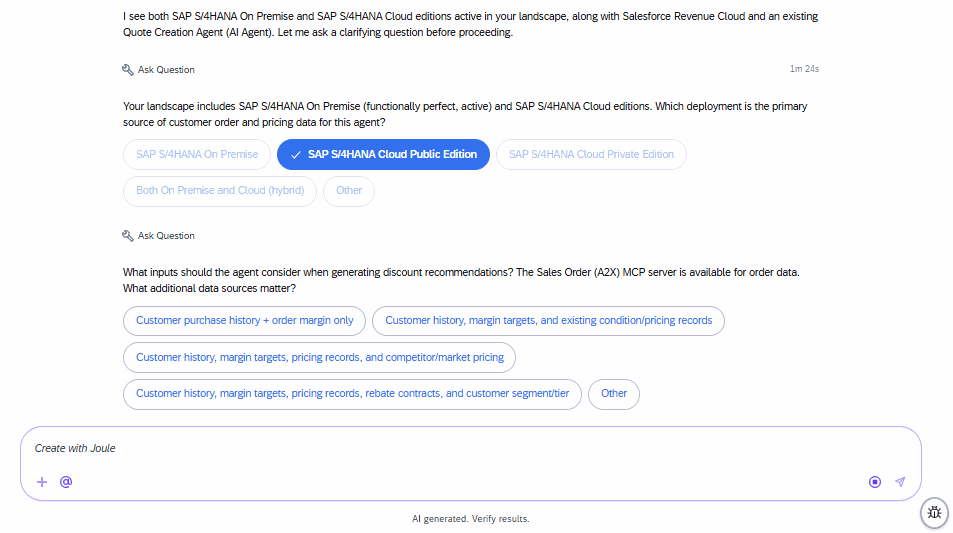 I see both SAP S/4HANA On Premise and SAP S/4HANA Cloud editions active in your landscape, along with Salesforce Revenue Cloud and an existing
Quote Creation Agent (AI Agent). Let me ask a clarifying question before proceeding.
Ask Question
1m 24s
Your landscape includes SAP S/4HANA On Premise (functionally perfect, active) and SAP S/4HANA Cloud editions. Which deployment is the primary
source of customer order and pricing data for this agent?
SAP S/4HANA On Premise
SAP S/4HANA Cloud Public Edition
SAP S/4HANA Cloud Private Edition
Both On Premise and Cloud (hybrid)
Other
Ask Question
What inputs should the agent consider when generating discount recommendations? The Sales Order (A2X) MCP server is available for order data.
What additional data sources matter?
Customer purchase history + order margin only
Customer history, margin targets, and existing condition/pricing records
Customer history, margin targets, pricing records, and competitor/market pricing
Customer history, margin targets, pricing records, rebate contracts, and customer segment/tier
Other
Create with Joule
AI generated. Verify results.